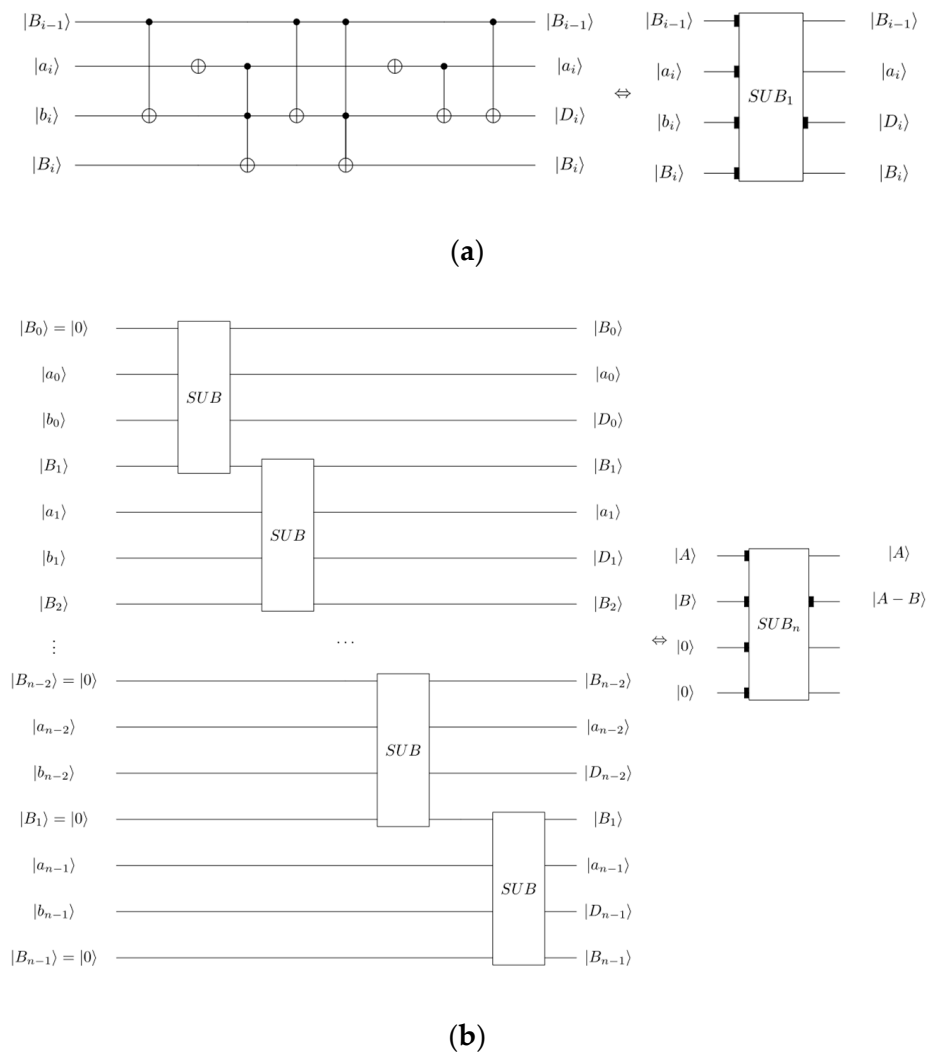 |B_{i−1}⟩ |B_{i−1}⟩ |B_{i−1}⟩ |B_{i−1}⟩
|a_i⟩ |a_i⟩ |a_i⟩ |a_i⟩
⇔ SUB_1
|b_i⟩ |D_i⟩ |b_i⟩ |D_i⟩
|B_i⟩ |B_i⟩ |B_i⟩ |B_i⟩
(a)
|B_0⟩ = |0⟩ |B_0⟩
|a_0⟩ |a_0⟩
SUB
|b_0⟩ |D_0⟩
|B_1⟩ |B_1⟩
|a_1⟩ |a_1⟩
SUB
|b_1⟩ |D_1⟩
|A⟩ |A⟩
|B_2⟩ |B_2⟩ |B⟩ |A − B⟩
SUB_n
⋮ ⋯ ⇔ |0⟩
|B_{n−2}⟩ = |0⟩ |B_{n−2}⟩ |0⟩
|a_{n−2}⟩ |a_{n−2}⟩
SUB
|b_{n−2}⟩ |D_{n−2}⟩
|B_1⟩ = |0⟩ |B_1⟩
|a_{n−1}⟩ |a_{n−1}⟩
SUB
|b_{n−1}⟩ |D_{n−1}⟩
|B_{n−1}⟩ = |0⟩ |B_{n−1}⟩
(b)